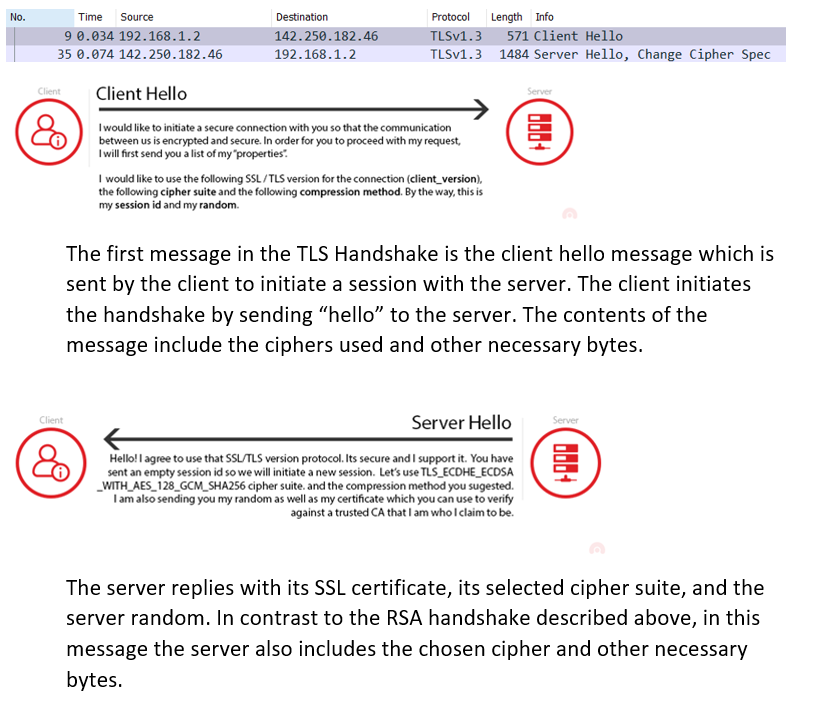 No. Time Source Destination Protocol Length Info
9 0.034 192.168.1.2 142.250.182.46 TLSv1.3 571 Client Hello
35 0.074 142.250.182.46 192.168.1.2 TLSv1.3 1484 Server Hello, Change Cipher Spec
Client
Client Hello
Server
I would like to initiate a secure connection with you so that the communication
between us is encrypted and secure. In order for you to proceed with my request,
I will first send you a list of my "properties".
I would like to use the following SSL / TLS version for the connection (client_version),
the following cipher suite and the following compression method. By the way, this is
my session id and my random.
The first message in the TLS Handshake is the client hello message which is
sent by the client to initiate a session with the server. The client initiates
the handshake by sending “hello” to the server. The contents of the
message include the ciphers used and other necessary bytes.
Client
Server Hello
Server
Hello! I agree to use that SSL/TLS version protocol. Its secure and I support it. You have
sent an empty session id so we will initiate a new session. Let's use TLS_ECDHE_ECDSA
_WITH_AES_128_GCM_SHA256 cipher suite. and the compression method you sugested.
I am also sending you my random as well as my certificate which you can use to verify
against a trusted CA that I am who I claim to be.
The server replies with its SSL certificate, its selected cipher suite, and the
server random. In contrast to the RSA handshake described above, in this
message the server also includes the chosen cipher and other necessary
bytes.